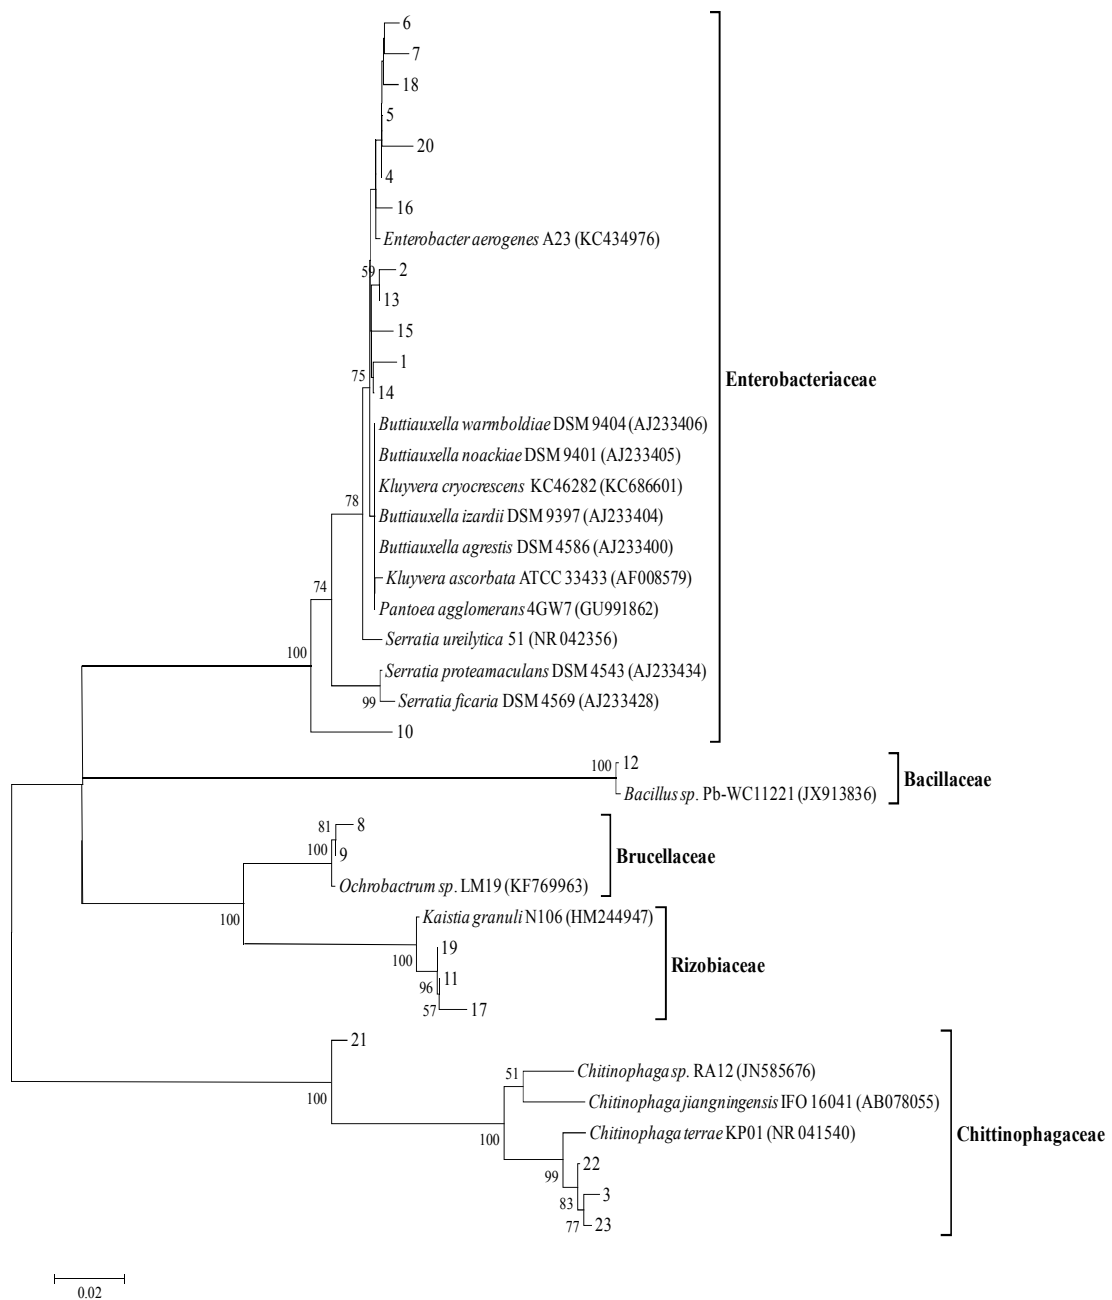 6
7
18
5
20
4
16
Enterobacter aerogenes A23 (KC434976)
59
2
13
15
1
75
14
Enterobacteriaceae
Buttiauxella warmboldiae DSM 9404 (AJ233406)
Buttiauxella noackiae DSM 9401 (AJ233405)
Kluyvera cryocrescens KC46282 (KC686601)
78
Buttiauxella izardii DSM 9397 (AJ233404)
Buttiauxella agrestis DSM 4586 (AJ233400)
Kluyvera ascorbata ATCC 33433 (AF008579)
74
Pantoea agglomerans 4GW7 (GU991862)
Serratia ureilytica 51 (NR 042356)
100
Serratia proteamaculans DSM 4543 (AJ233434)
99
Serratia ficaria DSM 4569 (AJ233428)
10
100
12
Bacillus sp. Pb-WC11221 (JX913836)
Bacillaceae
81
8
100
9
Brucellaceae
Ochrobactrum sp. LM19 (KF769963)
100
Kaistia granuli N106 (HM244947)
19
100
11
Rizobiaceae
96
57
17
21
100
51
Chitinophaga sp. RA12 (JN585676)
Chitinophaga jiangningensis IFO 16041 (AB078055)
100
Chitinophaga terrae KP01 (NR 041540)
Chittinophagaceae
22
99
3
83
77
23
0.02